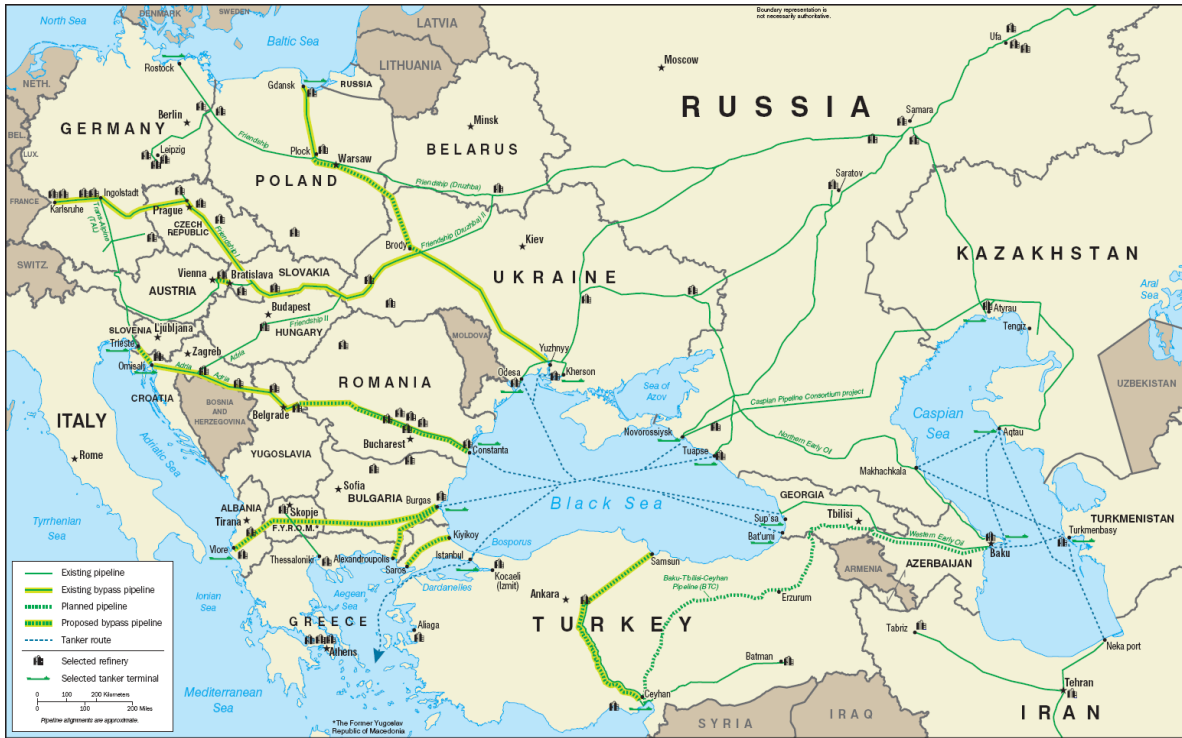 Boundary representation is
not necessarily authoritative.
North Sea
DENMARK
SWEDEN
Baltic Sea
LATVIA
LITHUANIA
Moscow
Ufa
NETH.
Rostock
Gdansk
RUSSIA
RUSSIA
Samara
Berlin
GERMANY
BEL.
LUX.
Leipzig
Friendship
Plock
Warsaw
Minsk
BELARUS
POLAND
Friendship (Druzhba)
Saratov
FRANCE
Karlsruhe
Ingolstadt
Trans-Alpine
(TAL)
Prague
CZECH
REPUBLIC
Friendship I
Brody
Friendship (Druzhba) II
Kiev
UKRAINE
KAZAKHSTAN
SWITZ.
Vienna
Bratislava
SLOVAKIA
AUSTRIA
Budapest
Friendship II
HUNGARY
Atyrau
Tengiz
Aral
Sea
SLOVENIA
Ljubljana
Trieste
Zagreb
Adria
Omisalj
Adria
Adria
CROATIA
MOLDOVA
Yuzhnyy
Odesa
Kherson
ROMANIA
Sea of
Azov
Caspian Pipeline Consortium project
UZBEKISTAN
ITALY
BOSNIA
AND
HERZEGOVINA
Belgrade
Bucharest
Constanta
Novorossiysk
Tuapse
Northern Early Oil
Caspian
Sea
Aqtau
Makhachkala
Rome
Adriatic Sea
YUGOSLAVIA
Sofia
BULGARIA
Burgas
Black Sea
GEORGIA
Tbilisi
Sup'sa
Bat'umi
Western Early Oil
Baku
TURKMENISTAN
Turkmenbasy
ALBANIA
Tirana
Skopje
F.Y.R.O.M.*
Tyrrhenian
Sea
Vlore
Thessaloniki
Alexandroupolis
Kiyikoy
Saros
Istanbul
Bosporus
Kocaeli
(Izmit)
Dardanelles
Samsun
Baku-Tbilisi-Ceyhan
Pipeline (BTC)
ARMENIA
AZERBAIJAN
Ankara
Erzurum
Ionian
Sea
Aegean
Sea
GREECE
Athens
Aliaga
TURKEY
Batman
Tabriz
Neka port
Mediterranean
Sea
Ceyhan
Tehran
SYRIA
IRAQ
IRAN
*The Former Yugoslav
Republic of Macedonia
Existing pipeline
Existing bypass pipeline
Planned pipeline
Proposed bypass pipeline
Tanker route
Selected refinery
Selected tanker terminal
0 100 200 Kilometers
0 100 200 Miles
Pipeline alignments are approximate.